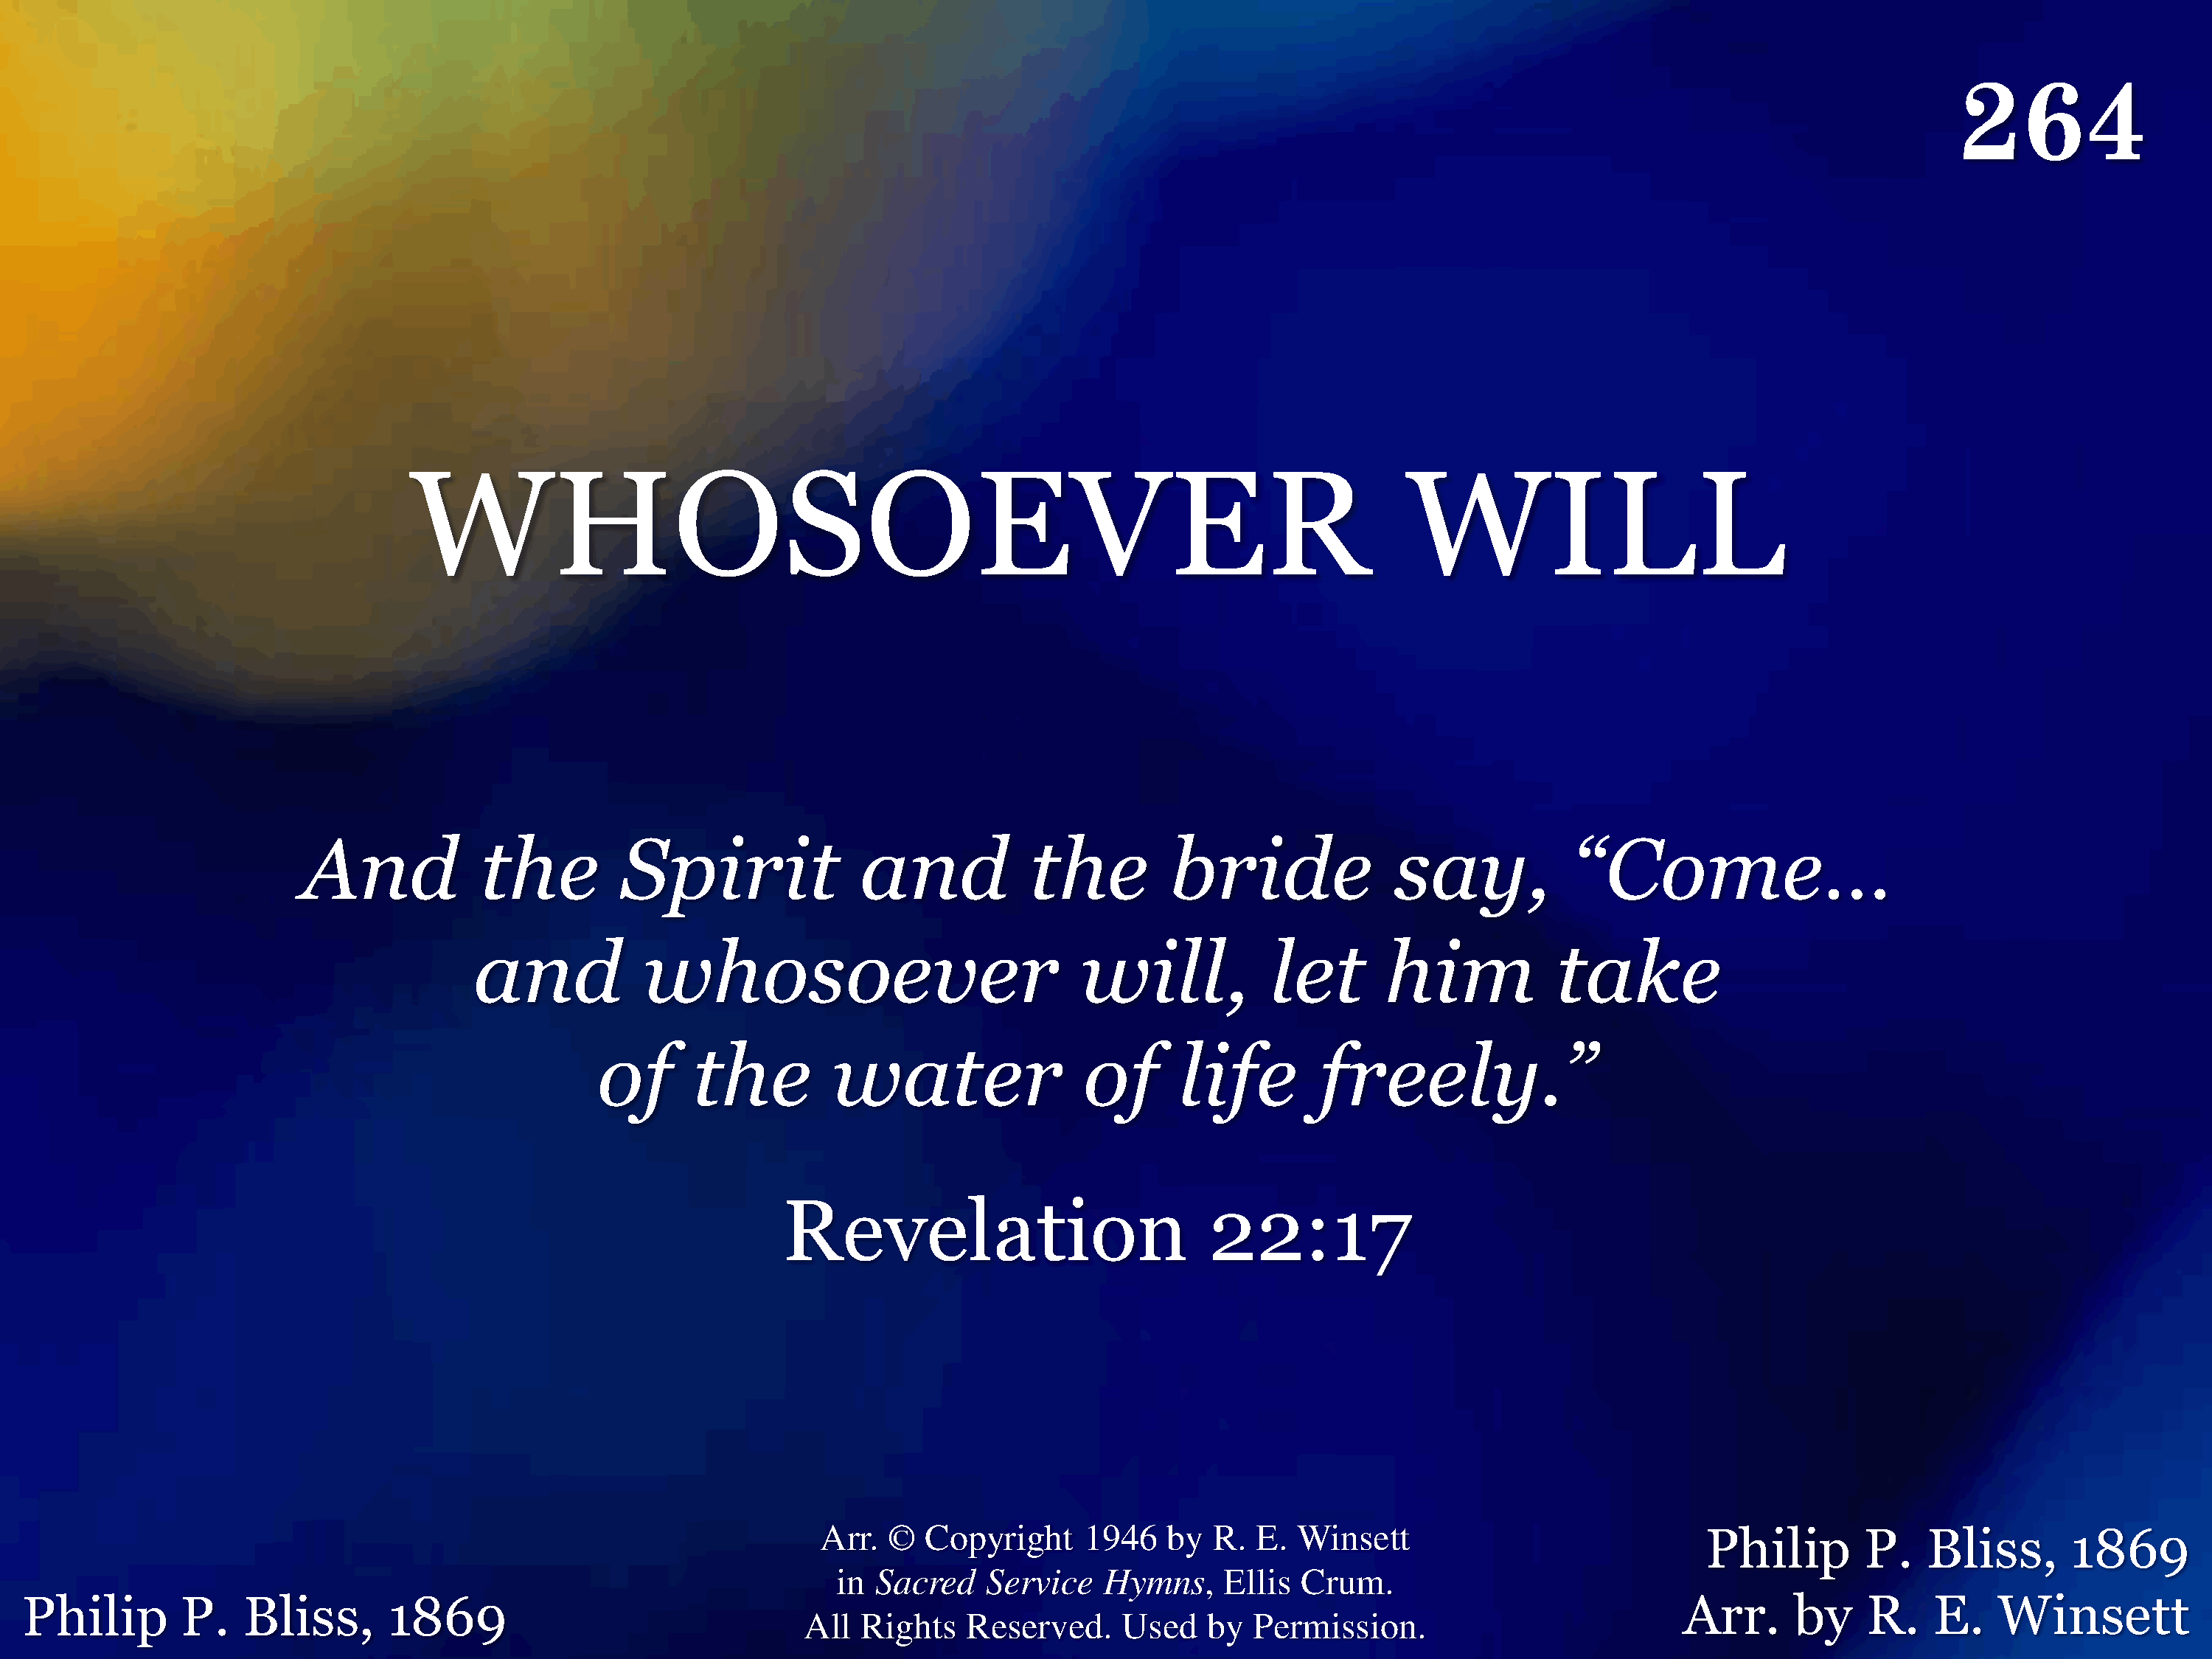 264
WHOSOEVER WILL
And the Spirit and the bride say, “Come…
and whosoever will, let him take
of the water of life freely.”
Revelation 22:17
Philip P. Bliss, 1869
Arr. © Copyright 1946 by R. E. Winsett
in Sacred Service Hymns, Ellis Crum.
All Rights Reserved. Used by Permission.
Philip P. Bliss, 1869
Arr. by R. E. Winsett